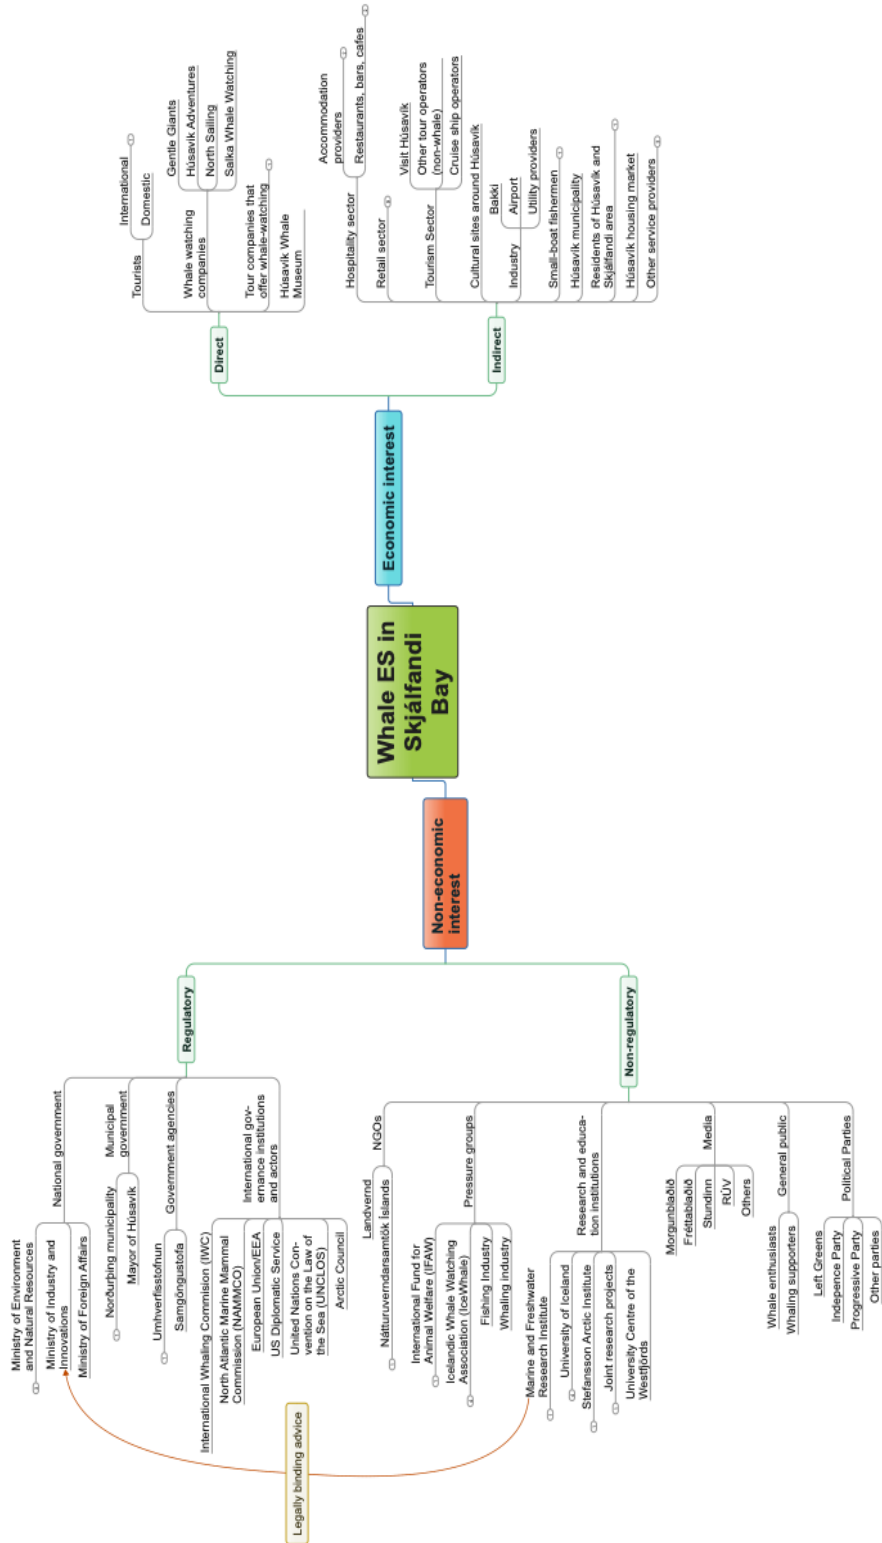 Whale ES in
Skjálfandi
Bay
Economic interest
Direct
Tourists
International
Domestic
Whale watching
companies
Gentle Giants
Húsavík Adventures
North Sailing
Salka Whale Watching
Tour companies that
offer whale-watching
Húsavík Whale
Museum
Indirect
Hospitality sector
Accommodation
providers
Restaurants, bars, cafes
Retail sector
Tourism Sector
Visit Húsavík
Other tour operators
(non-whale)
Cruise ship operators
Cultural sites around Húsavík
Industry
Bakki
Airport
Utility providers
Small-boat fishermen
Húsavík municipality
Residents of Húsavík and
Skjálfandi area
Húsavík housing market
Other service providers
Non-economic
interest
Regulatory
National government
Ministry of Environment
and Natural Resources
Ministry of Industry and
Innovations
Ministry of Foreign Affairs
Municipal
government
Norðurþing municipality
Mayor of Húsavík
Government agencies
Umhverfisstofnun
Samgöngustofa
International gov-
ernance institutions
and actors
International Whaling Commision (IWC)
North Atlantic Marine Mammal
Commission (NAMMCO)
European Union/EEA
US Diplomatic Service
United Nations Con-
vention on the Law of
the Sea (UNCLOS)
Arctic Council
Non-regulatory
NGOs
Landvernd
Nátturuverndarsamtök Íslands
Pressure groups
International Fund for
Animal Welfare (IFAW)
Icelandic Whale Watching
Association (IceWhale)
Fishing Industry
Whaling industry
Research and educa-
tion institutions
Marine and Freshwater
Research Institute
University of Iceland
Stefansson Arctic Institute
Joint research projects
University Centre of the
Westfjords
Media
Morgunblaðið
Fréttablaðið
Stundinn
RÚV
Others
General public
Whale enthusiasts
Whaling supporters
Political Parties
Left Greens
Indepence Party
Progressive Party
Other parties
Legally binding advice